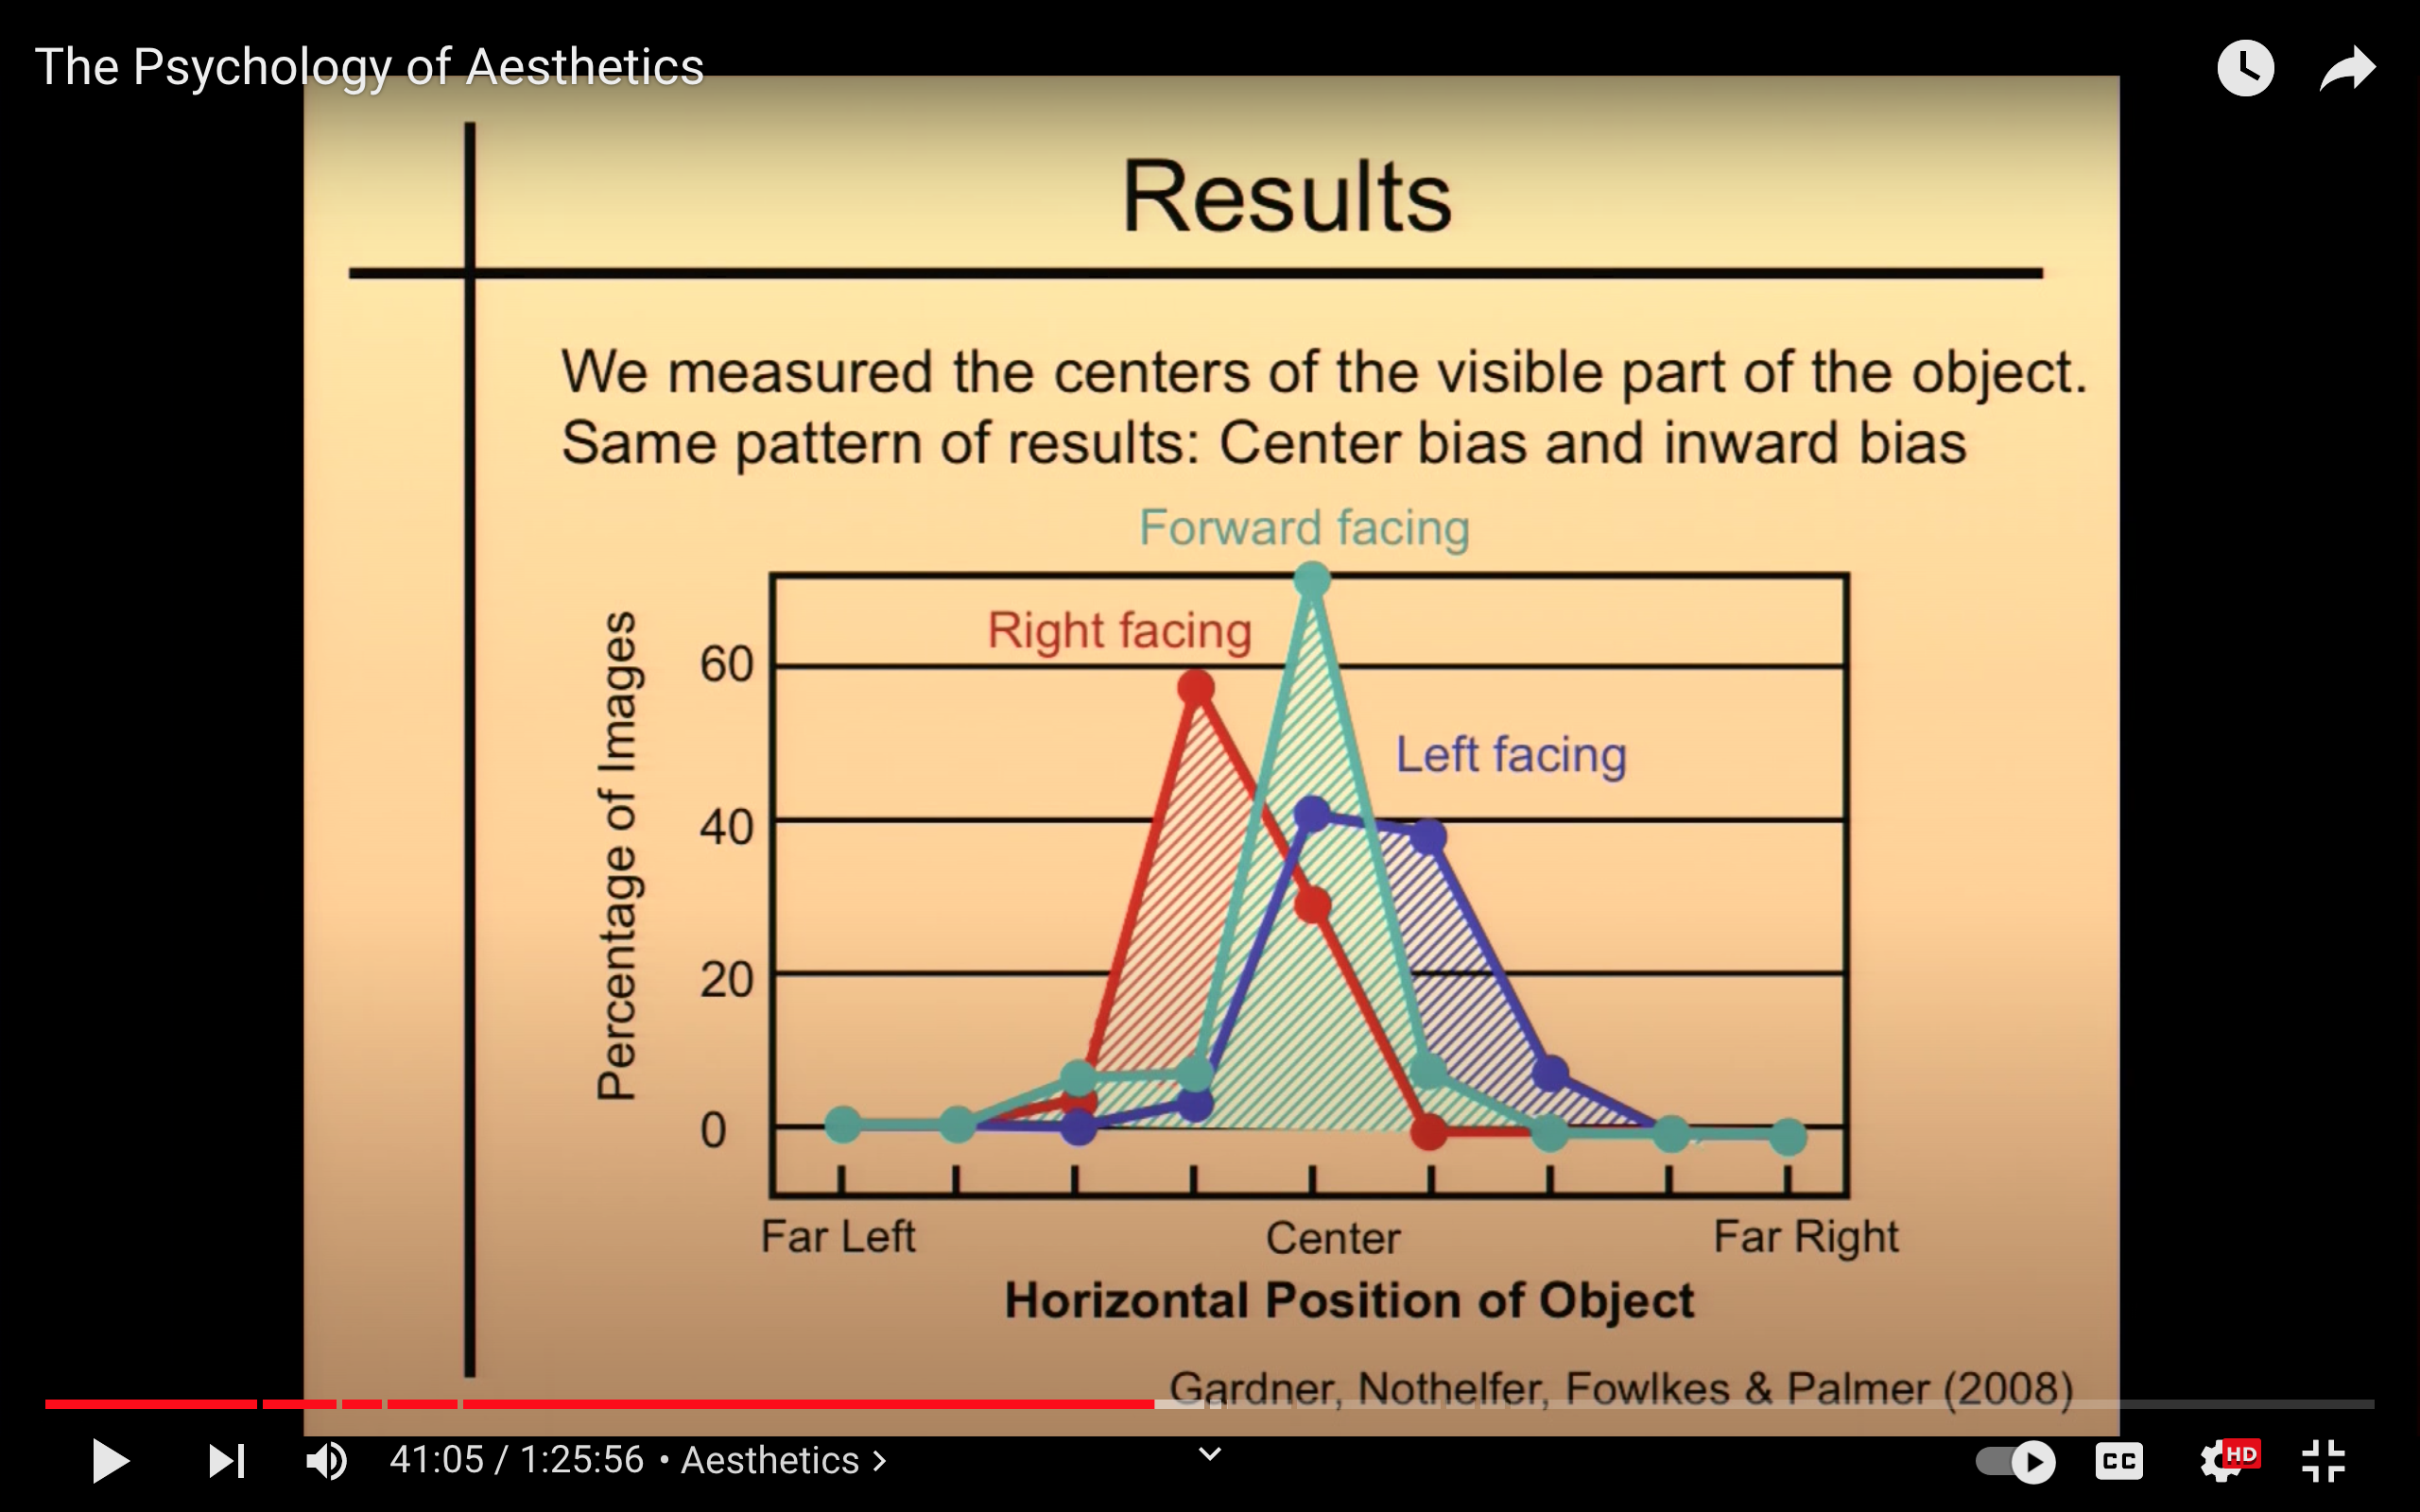 The Psychology of Aesthetics
Results
We measured the centers of the visible part of the object.
Same pattern of results: Center bias and inward bias
Forward facing
Right facing
Left facing
Percentage of Images
60
40
20
0
Far Left
Center
Far Right
Horizontal Position of Object
Gardner, Nothelfer, Fowlkes & Palmer (2008)
41:05 / 1:25:56 • Aesthetics
CC
HD